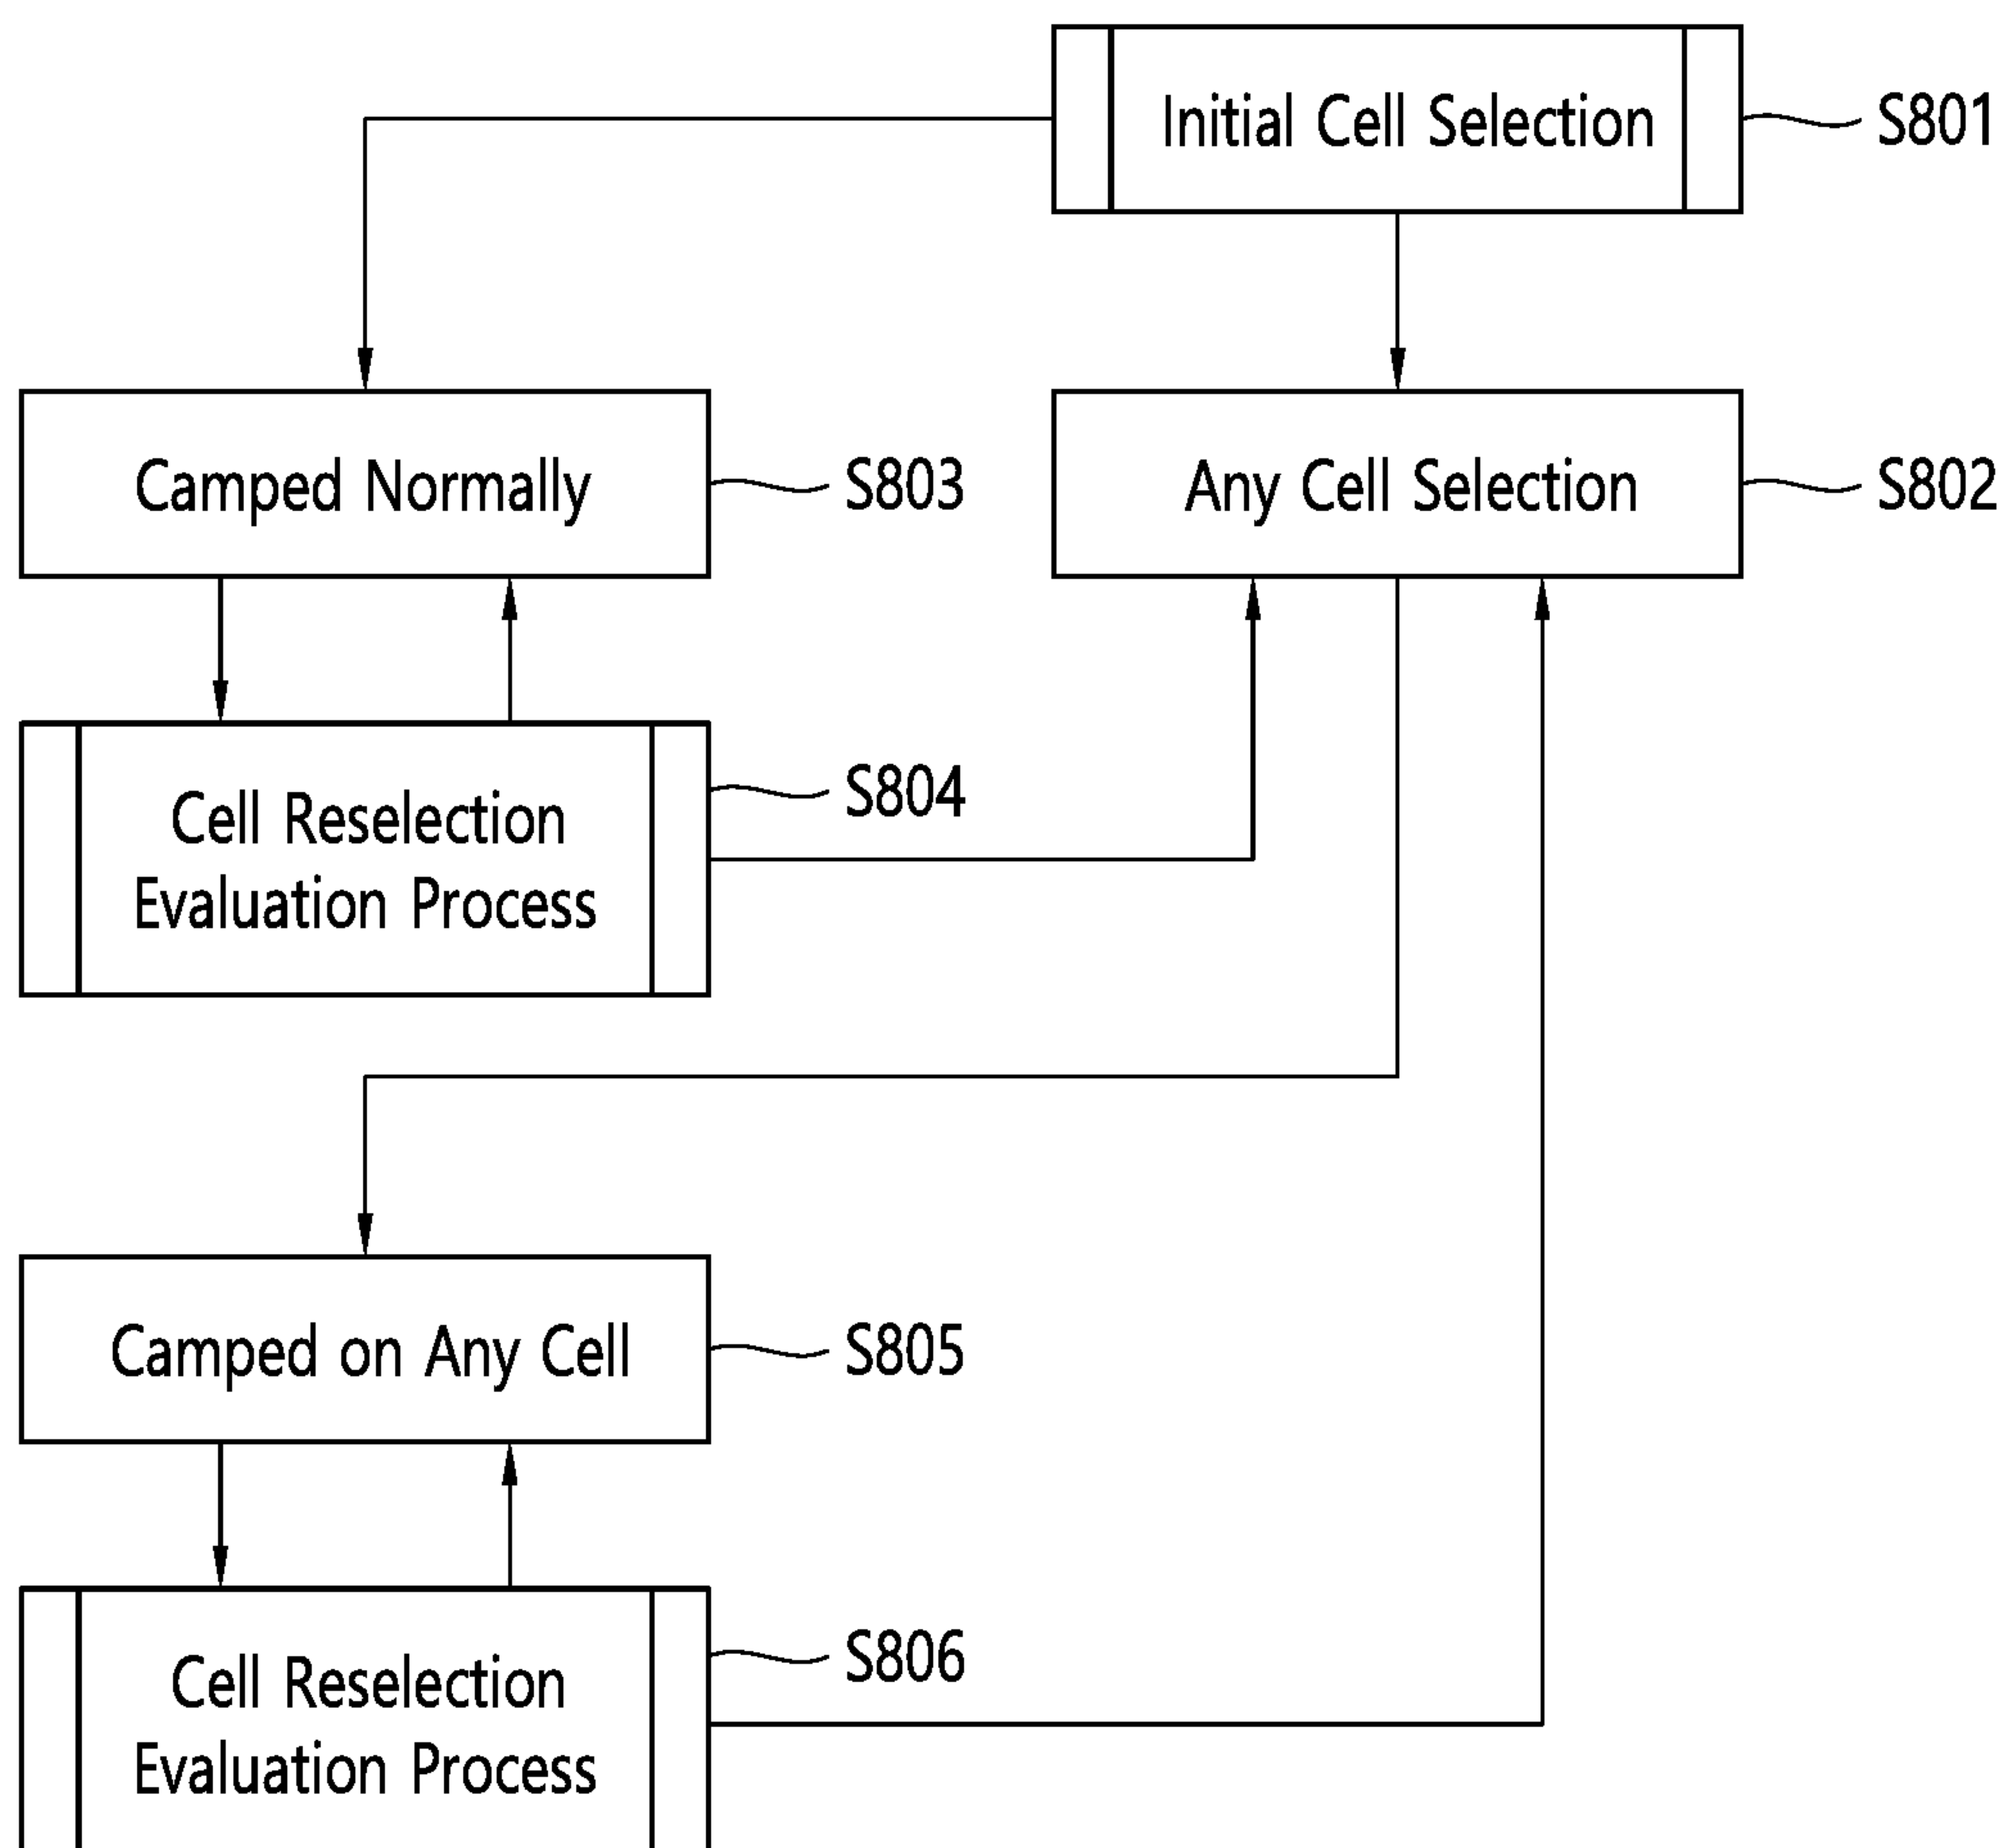 Initial Cell Selection
S801
Camped Normally
S803
Any Cell Selection
S802
Cell Reselection
Evaluation Process
S804
Camped on Any Cell
S805
Cell Reselection
Evaluation Process
S806